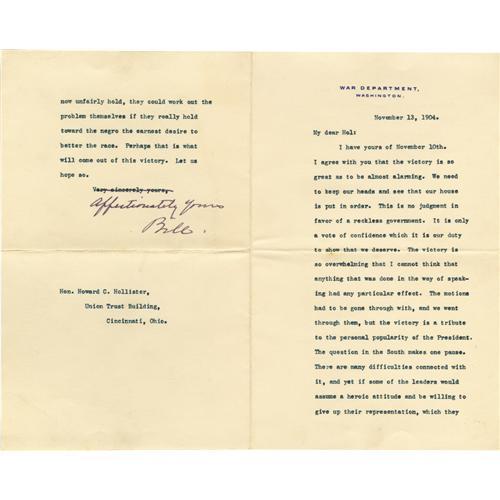 WAR DEPARTMENT,
WASHINGTON.
November 13, 1904.
My dear Hol:
I have yours of November 10th.
I agree with you that the victory is so
great as to be almost alarming. We need
to keep our heads and see that our house
is put in order. This is no judgment in
favor of a reckless government. It is only
a vote of confidence which it is our duty
to show that we deserve. The victory is
so overwhelming that I cannot think that
anything that was done in the way of speak-
ing had any particular effect. The motions
had to be gone through with, and we went
through them, but the victory is a tribute
to the personal popularity of the President.
The question in the South makes one pause.
There are many difficulties connected with
it, and yet if some of the leaders would
assume a heroic attitude and be willing to
give up their representation, which they
now unfairly hold, they could work out the
problem themselves if they really hold
toward the negro the earnest desire to
better the race. Perhaps that is what
will come out of this victory. Let us
hope so.
Very sincerely yours,
Affectionately Yours
Bill.
Hon. Howard C. Hollister,
Union Trust Building,
Cincinnati, Ohio.